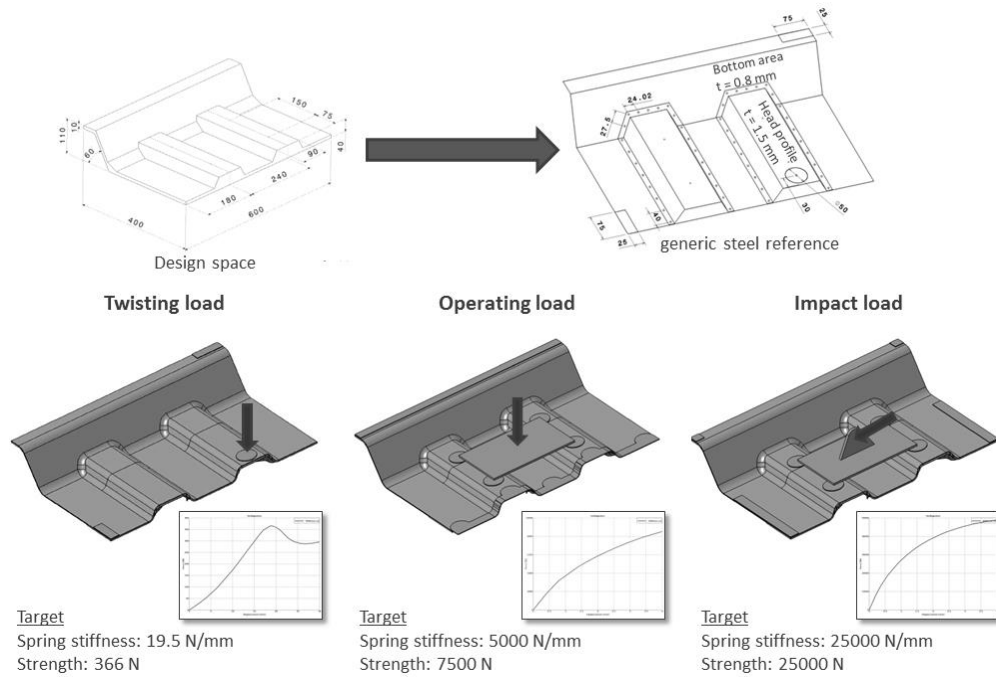 110
10
60
400
180
240
600
90
40
150
75
Design space
75
25
Bottom area
t = 0.8 mm
24.02
27.5
Head profile
t = 1.5 mm
50
30
40
75
25
generic steel reference
Twisting load
Operating load
Impact load
Target
Spring stiffness: 19.5 N/mm
Strength: 366 N
Target
Spring stiffness: 5000 N/mm
Strength: 7500 N
Target
Spring stiffness: 25000 N/mm
Strength: 25000 N